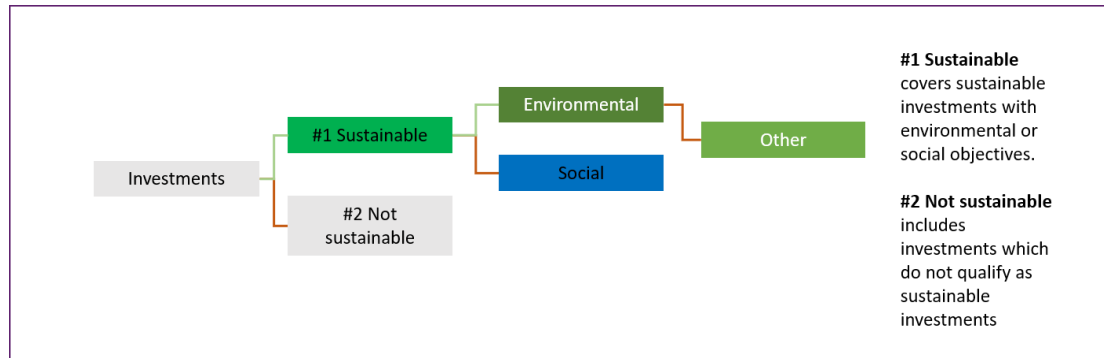 Investments
#1 Sustainable
#2 Not
sustainable
Environmental
Social
Other
#1 Sustainable
covers sustainable
investments with
environmental or
social objectives.
#2 Not sustainable
includes
investments which
do not qualify as
sustainable
investments